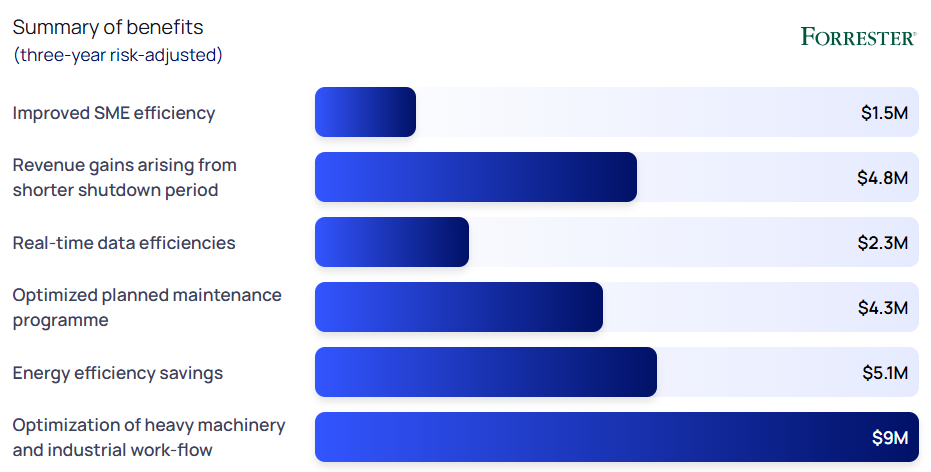 Summary of benefits
(three-year risk-adjusted)
FORRESTER®
Improved SME efficiency
$1.5M
Revenue gains arising from
shorter shutdown period
$4.8M
Real-time data efficiencies
$2.3M
Optimized planned maintenance
programme
$4.3M
Energy efficiency savings
$5.1M
Optimization of heavy machinery
and industrial work-flow
$9M